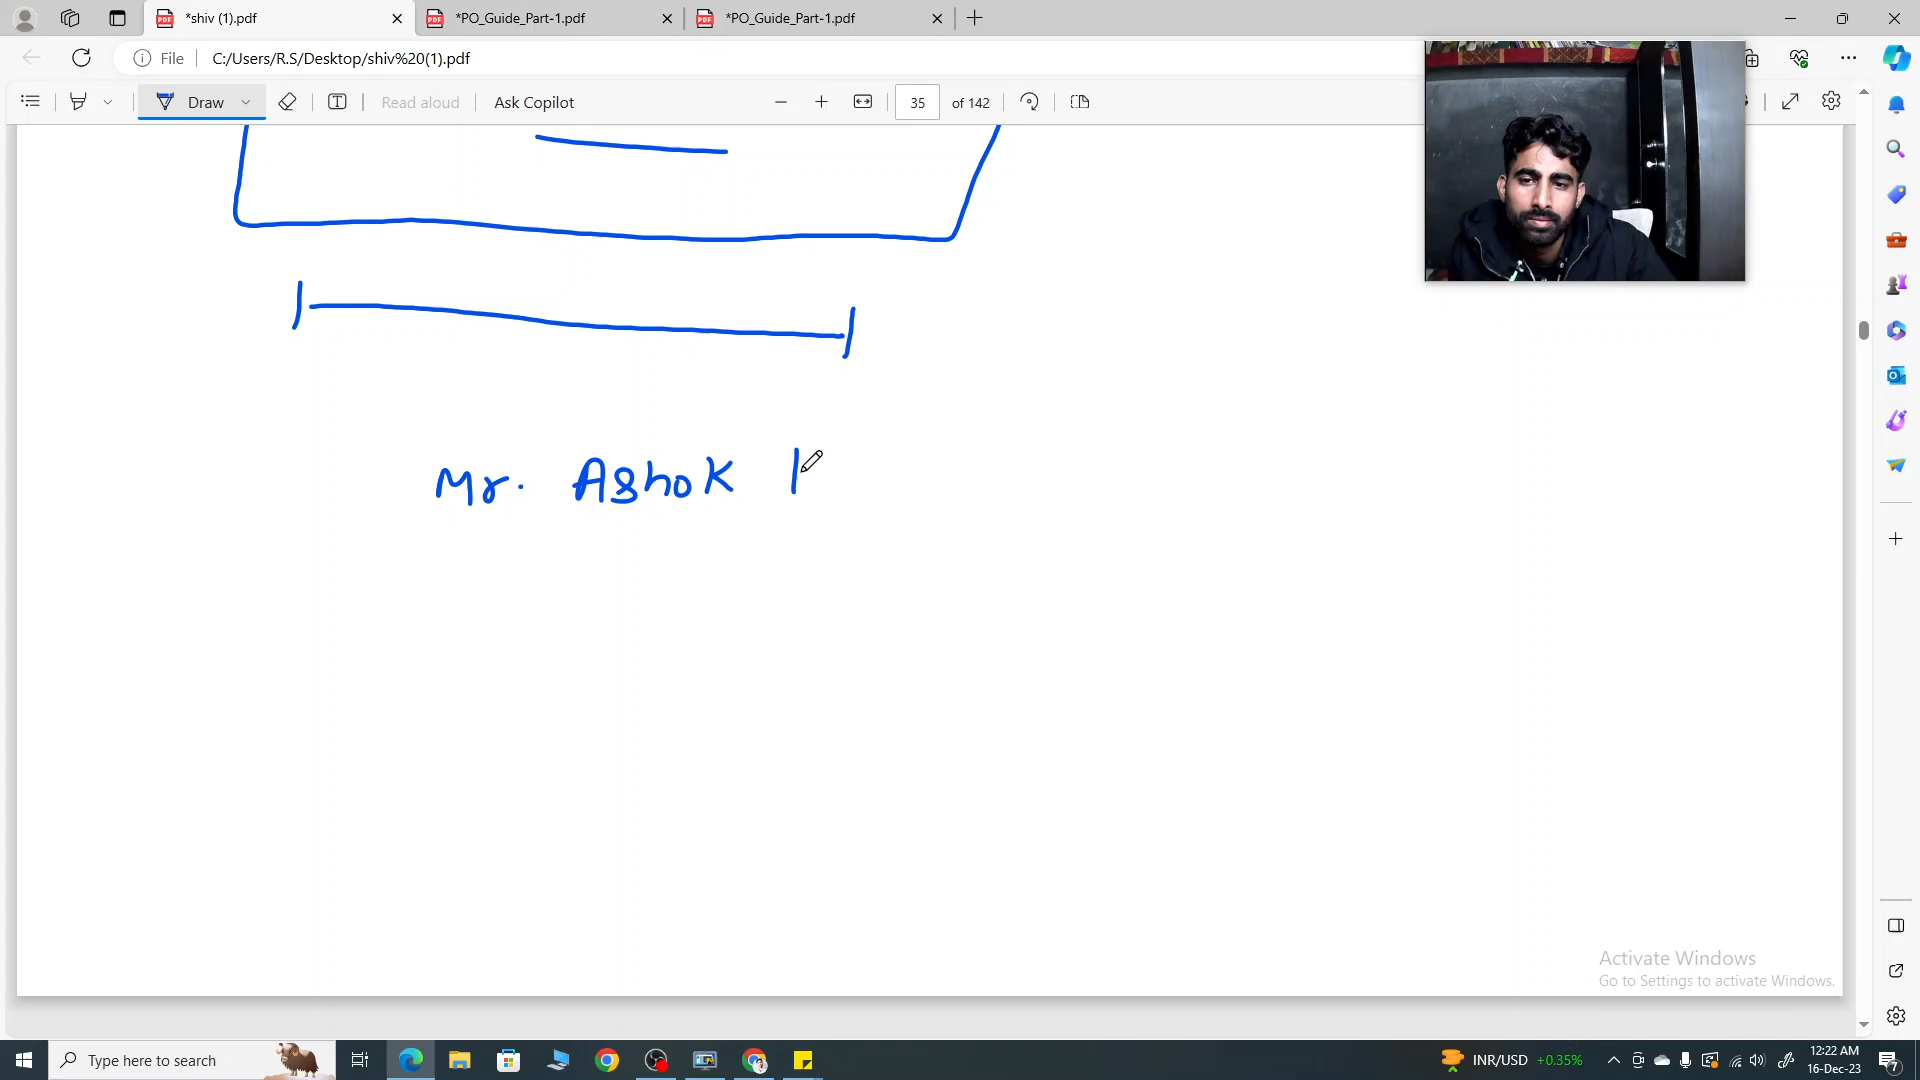 *shiv (1).pdf
*PO_Guide_Part-1.pdf
*PO_Guide_Part-1.pdf
File
C:/Users/R.S/Desktop/shiv%20(1).pdf
Draw
Read aloud
Ask Copilot
35 of 142
Mr. Ashok
Activate Windows
Go to Settings to activate Windows.
Type here to search
INR/USD +0.35%
12:22 AM
16-Dec-23
7